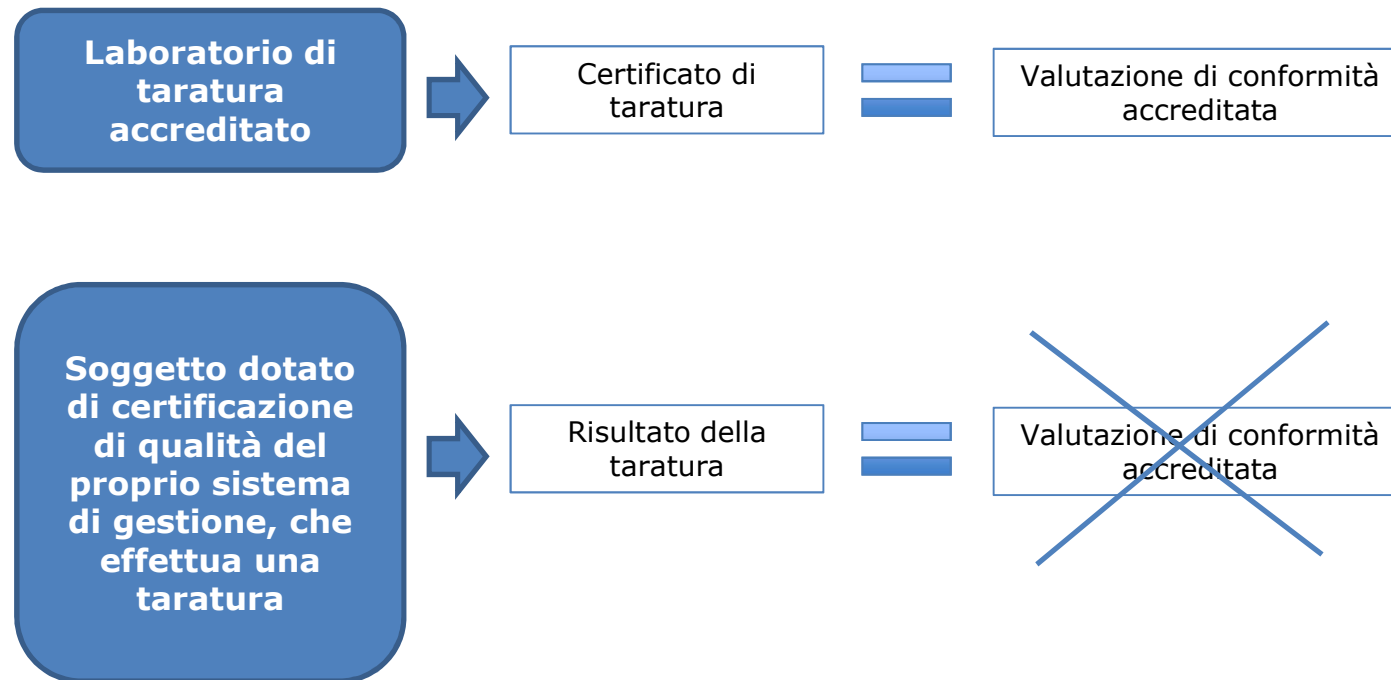 Laboratorio di
taratura
accreditato
Certificato di
taratura
Valutazione di conformità
accreditata
Soggetto dotato
di certificazione
di qualità del
proprio sistema
di gestione, che
effettua una
taratura
Risultato della
taratura
Valutazione di conformità
accreditata